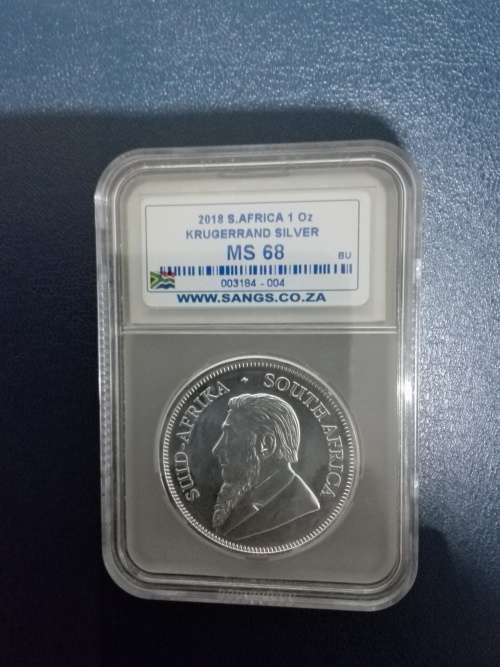 2018 S.AFRICA 1 Oz
KRUGERRAND SILVER
MS 68 BU
003184 - 004
WWW.SANGS.CO.ZA
SUID-AFRIKA · SOUTH AFRICA